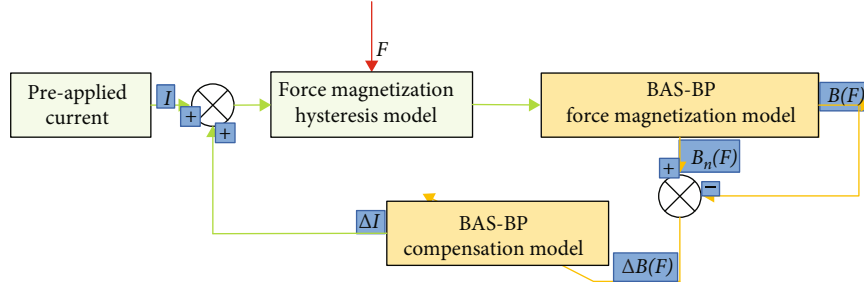 F
Pre-applied
current
I
+
+
Force magnetization
hysteresis model
BAS-BP
force magnetization model
B(F)
Bₙ(F)
+
−
ΔI
BAS-BP
compensation model
ΔB(F)